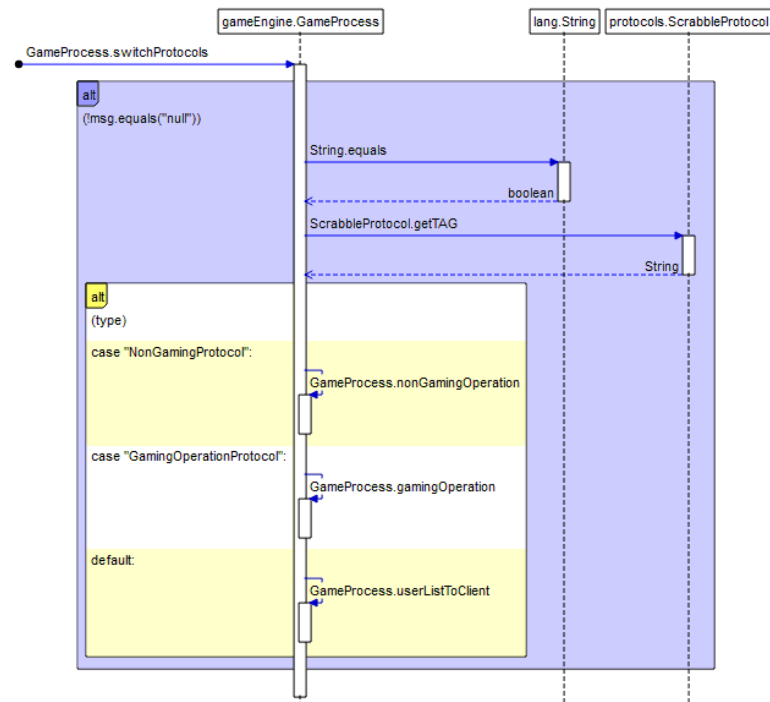 gameEngine.GameProcess
lang.String
protocols.ScrabbleProtocol
GameProcess.switchProtocols
alt
(!msg.equals("null"))
String.equals
boolean
ScrabbleProtocol.getTAG
String
alt
(type)
case "NonGamingProtocol":
GameProcess.nonGamingOperation
case "GamingOperationProtocol":
GameProcess.gamingOperation
default:
GameProcess.userListToClient